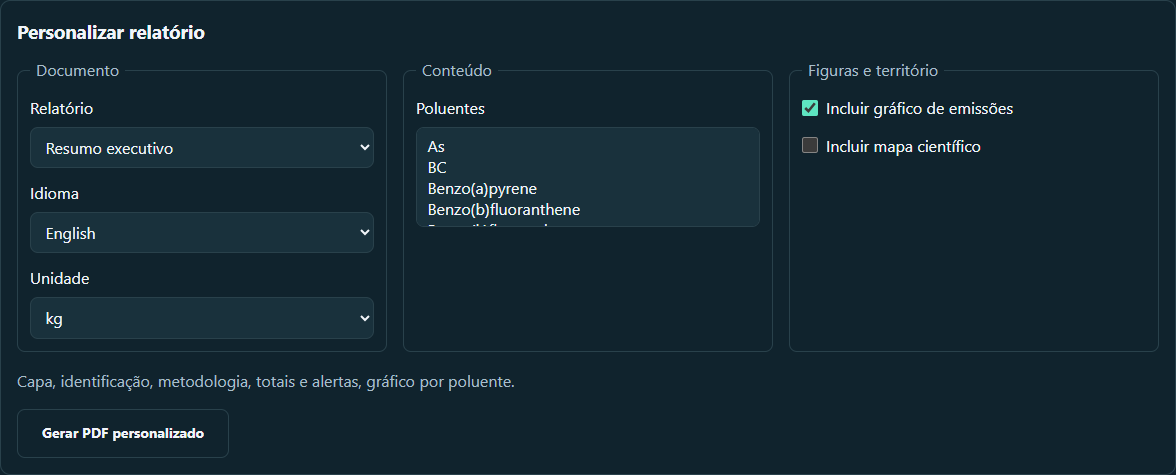 Personalizar relatório
Documento
Relatório
Resumo executivo
Idioma
English
Unidade
kg
Conteúdo
Poluentes
As
BC
Benzo(a)pyrene
Benzo(b)fluoranthene
Figuras e território
Incluir gráfico de emissões
Incluir mapa científico
Capa, identificação, metodologia, totais e alertas, gráfico por poluente.
Gerar PDF personalizado